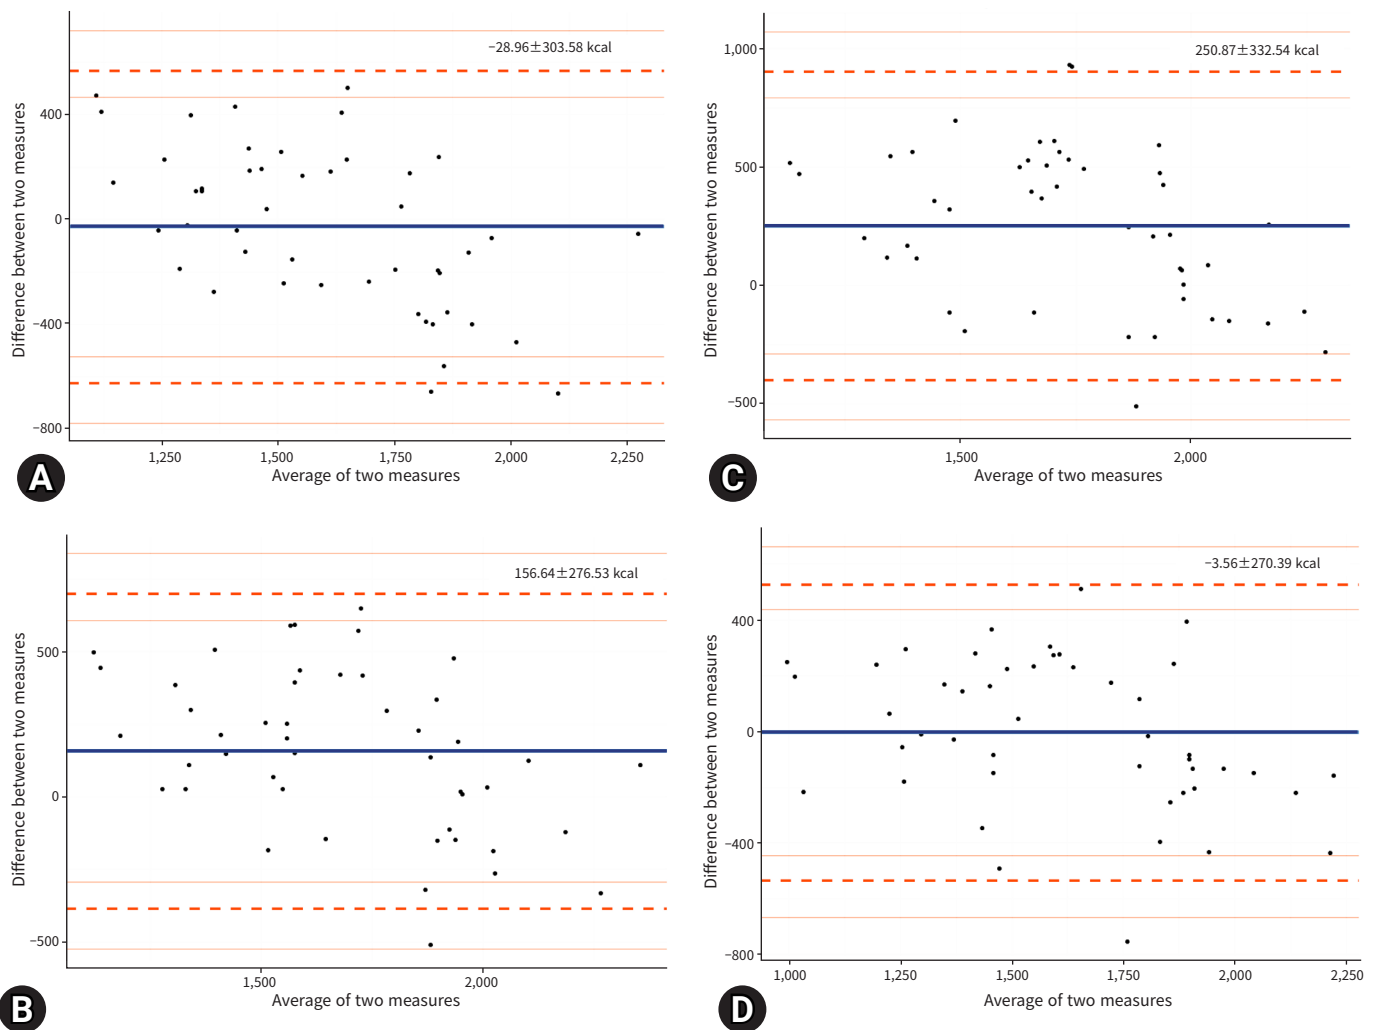 −28.96±303.58 kcal
Difference between two measures
400
0
−400
−800
1,250 1,500 1,750 2,000 2,250
Average of two measures
A
250.87±332.54 kcal
Difference between two measures
1,000
500
0
−500
1,500 2,000
Average of two measures
C
156.64±276.53 kcal
Difference between two measures
500
0
−500
1,500 2,000
Average of two measures
B
−3.56±270.39 kcal
Difference between two measures
400
0
−400
−800
1,000 1,250 1,500 1,750 2,000 2,250
Average of two measures
D